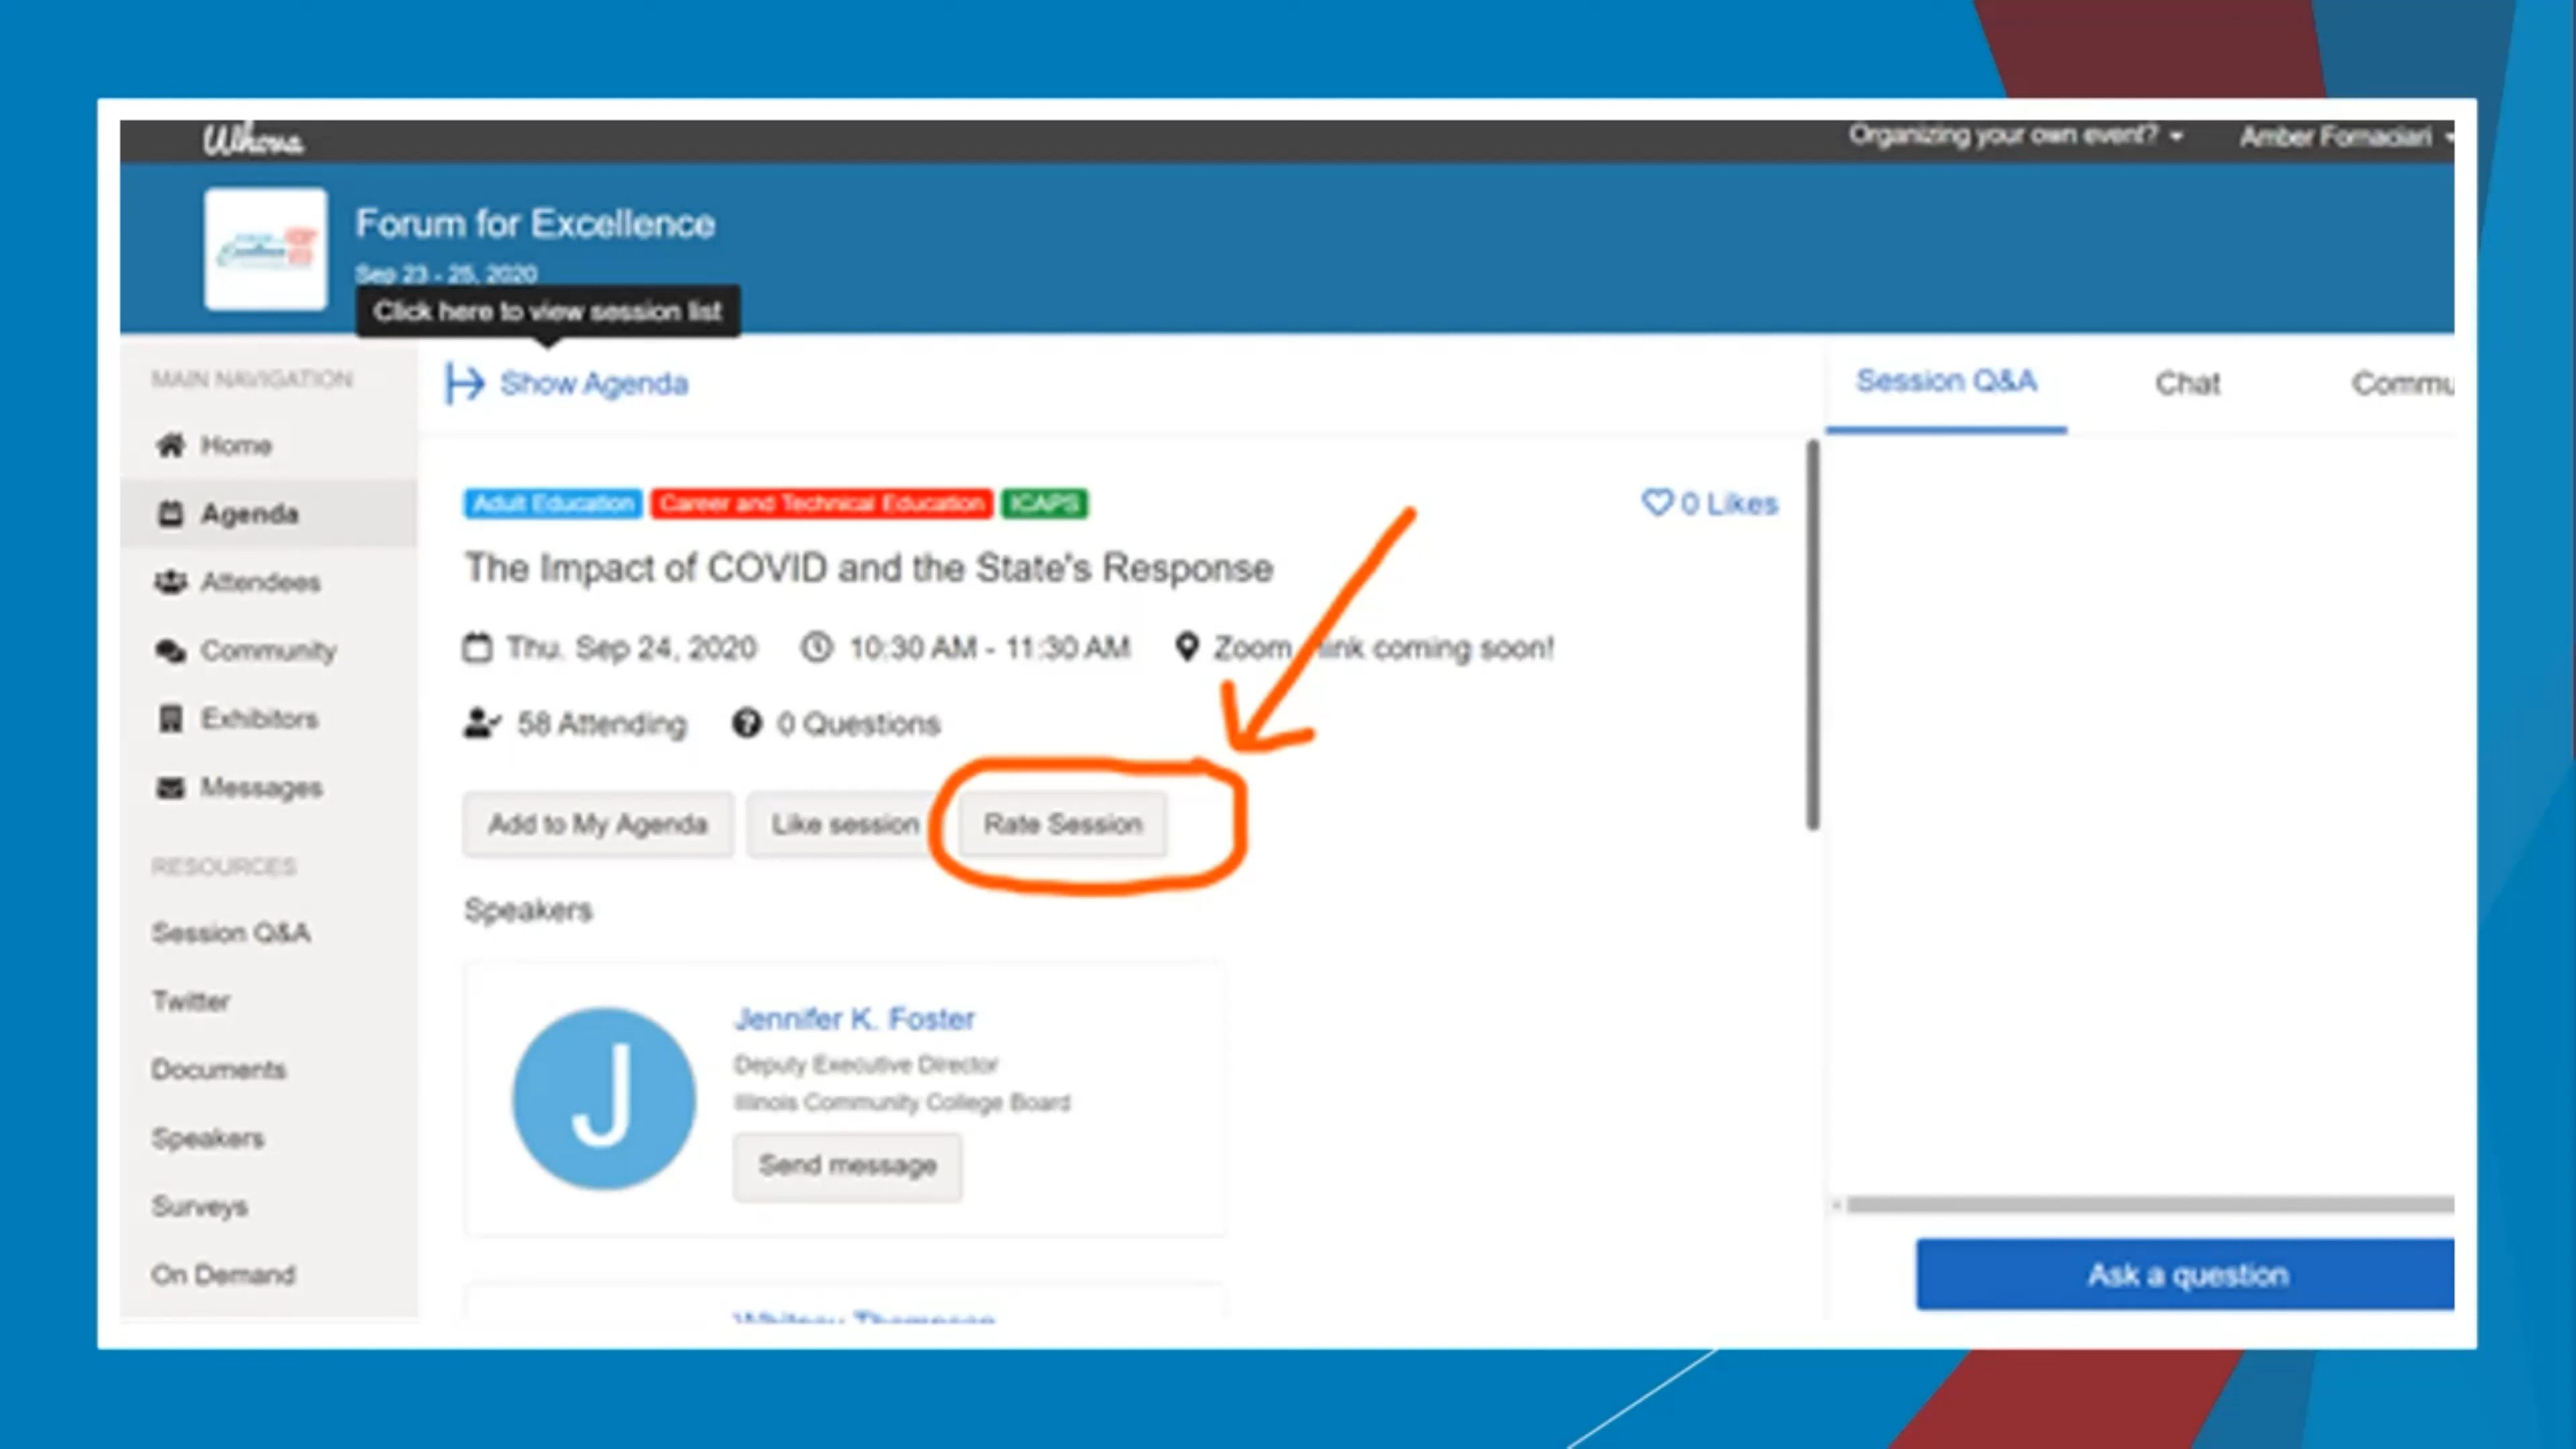 Whova
Organizing your own event?
Amber Fornaciari
Forum for Excellence
Sep 23 - 25, 2020
Click here to view session list
MAIN NAVIGATION
Home
Agenda
Attendees
Community
Exhibitors
Messages
RESOURCES
Session Q&A
Twitter
Documents
Speakers
Surveys
On Demand
Show Agenda
Adult Education Career and Technical Education ICAPS
0 Likes
The Impact of COVID and the State's Response
Thu, Sep 24, 2020 10:30 AM - 11:30 AM Zoom link coming soon!
58 Attending 0 Questions
Add to My Agenda Like session Rate Session
Speakers
J
Jennifer K. Foster
Deputy Executive Director
Illinois Community College Board
Send message
Whitney Thompson
Session Q&A Chat Commu
Ask a question